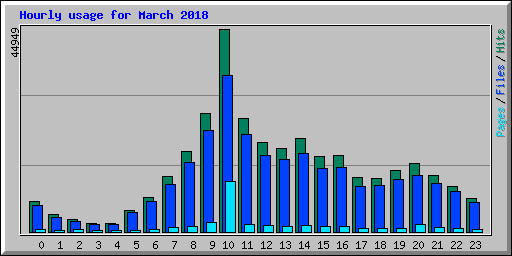 Hourly usage for March 2018
44949
Pages/Files/Hits
0 1 2 3 4 5 6 7 8 9 10 11 12 13 14 15 16 17 18 19 20 21 22 23